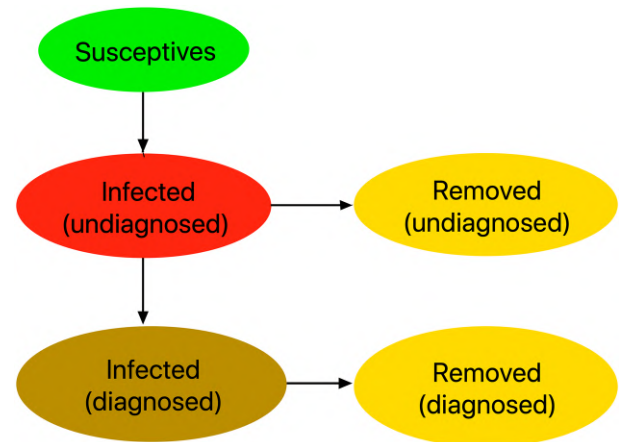 Susceptives
Infected
(undiagnosed)
Removed
(undiagnosed)
Infected
(diagnosed)
Removed
(diagnosed)